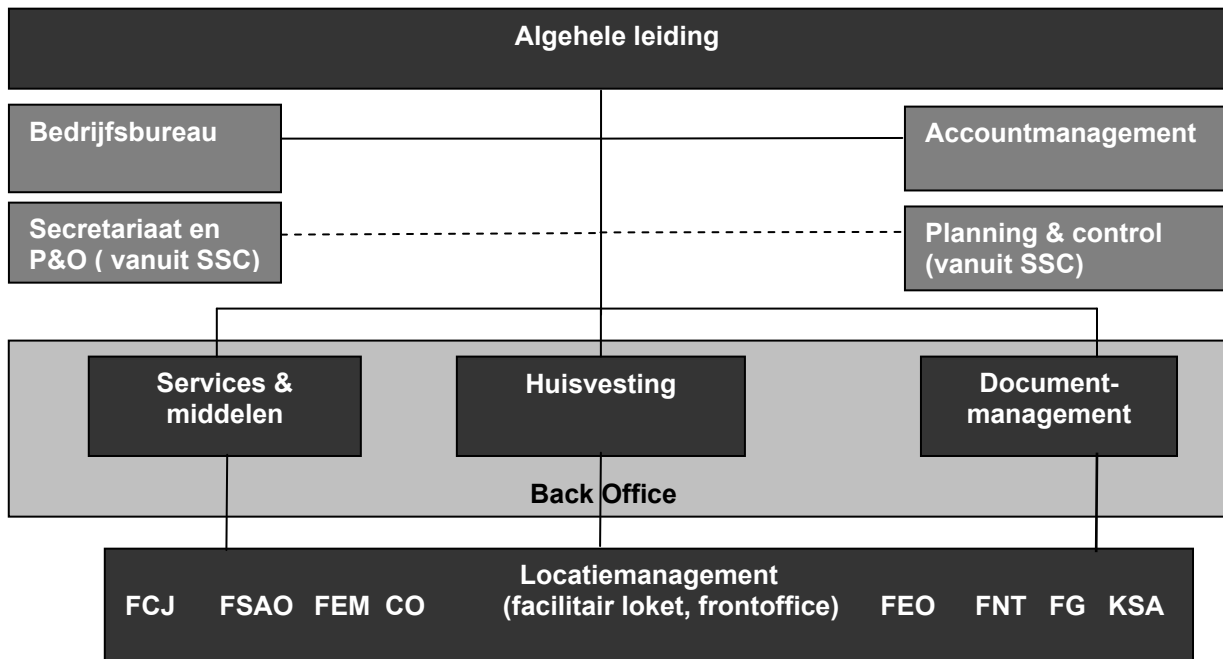 Algehele leiding
Bedrijfsbureau
Accountmanagement
Secretariaat en
P&O ( vanuit SSC)
Planning & control
(vanuit SSC)
Services &
middelen
Huisvesting
Document-
management
Back Office
Locatiemanagement
FCJ FSAO FEM CO (facilitair loket, frontoffice) FEO FNT FG KSA